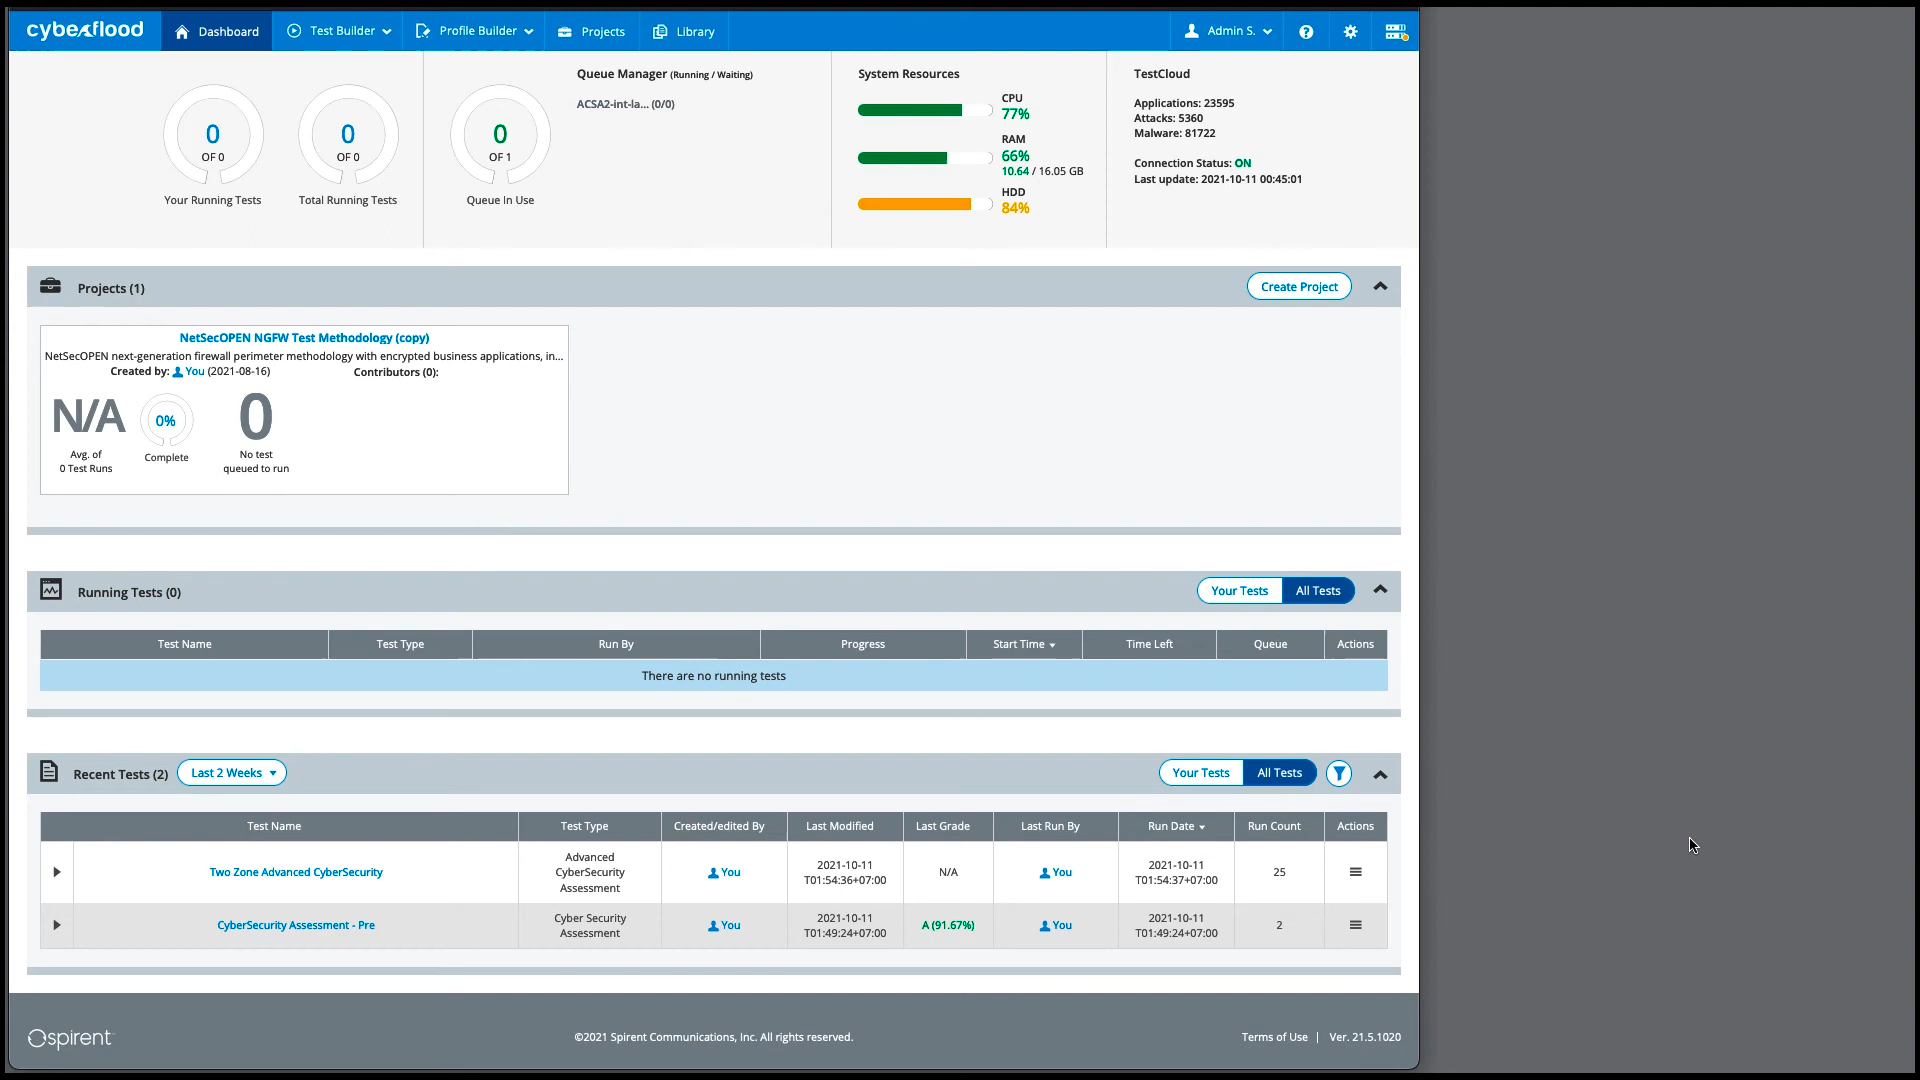 cyberflood
Dashboard
Test Builder
Profile Builder
Projects
Library
Admin S.
0
OF 0
Your Running Tests
0
OF 0
Total Running Tests
0
OF 1
Queue In Use
Queue Manager (Running / Waiting)
ACSA2-int-la... (0/0)
System Resources
CPU
77%
RAM
66%
10.64 / 16.05 GB
HDD
84%
TestCloud
Applications: 23595
Attacks: 5360
Malware: 81722
Connection Status: ON
Last update: 2021-10-11 00:45:01
Projects (1)
Create Project
NetSecOPEN NGFW Test Methodology (copy)
NetSecOPEN next-generation firewall perimeter methodology with encrypted business applications, in...
Created by: You (2021-08-16)
Contributors (0):
N/A
Avg. of
0 Test Runs
0%
Complete
0
No test
queued to run
Running Tests (0)
Your Tests
All Tests
Test Name
Test Type
Run By
Progress
Start Time
Time Left
Queue
Actions
There are no running tests
Recent Tests (2)
Last 2 Weeks
Your Tests
All Tests
Test Name
Test Type
Created/edited By
Last Modified
Last Grade
Last Run By
Run Date
Run Count
Actions
Two Zone Advanced CyberSecurity
Advanced
CyberSecurity
Assessment
You
2021-10-11
T01:54:36+07:00
N/A
You
2021-10-11
T01:54:37+07:00
25
CyberSecurity Assessment - Pre
Cyber Security
Assessment
You
2021-10-11
T01:49:24+07:00
A (91.67%)
You
2021-10-11
T01:49:24+07:00
2
spirent
©2021 Spirent Communications, Inc. All rights reserved.
Terms of Use | Ver. 21.5.1020